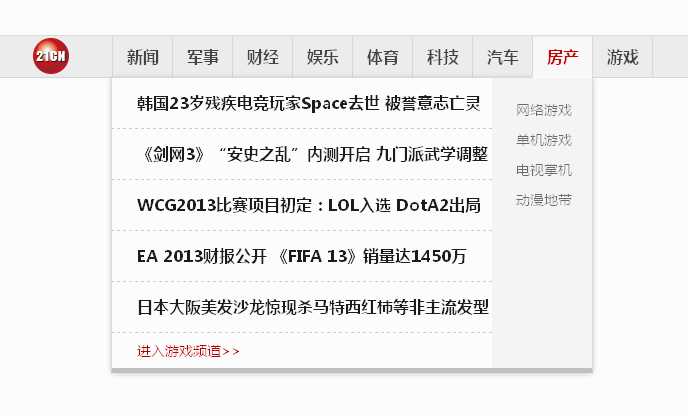 21CN
新闻 军事 财经 娱乐 体育 科技 汽车 房产 游戏
韩国23岁残疾电竞玩家Space去世 被誉意志亡灵
《剑网3》“安史之乱”内测开启 九门派武学调整
WCG2013比赛项目初定：LOL入选 DotA2出局
EA 2013财报公开 《FIFA 13》销量达1450万
日本大阪美发沙龙惊现杀马特西红柿等非主流发型
进入游戏频道>>
网络游戏
单机游戏
电视掌机
动漫地带